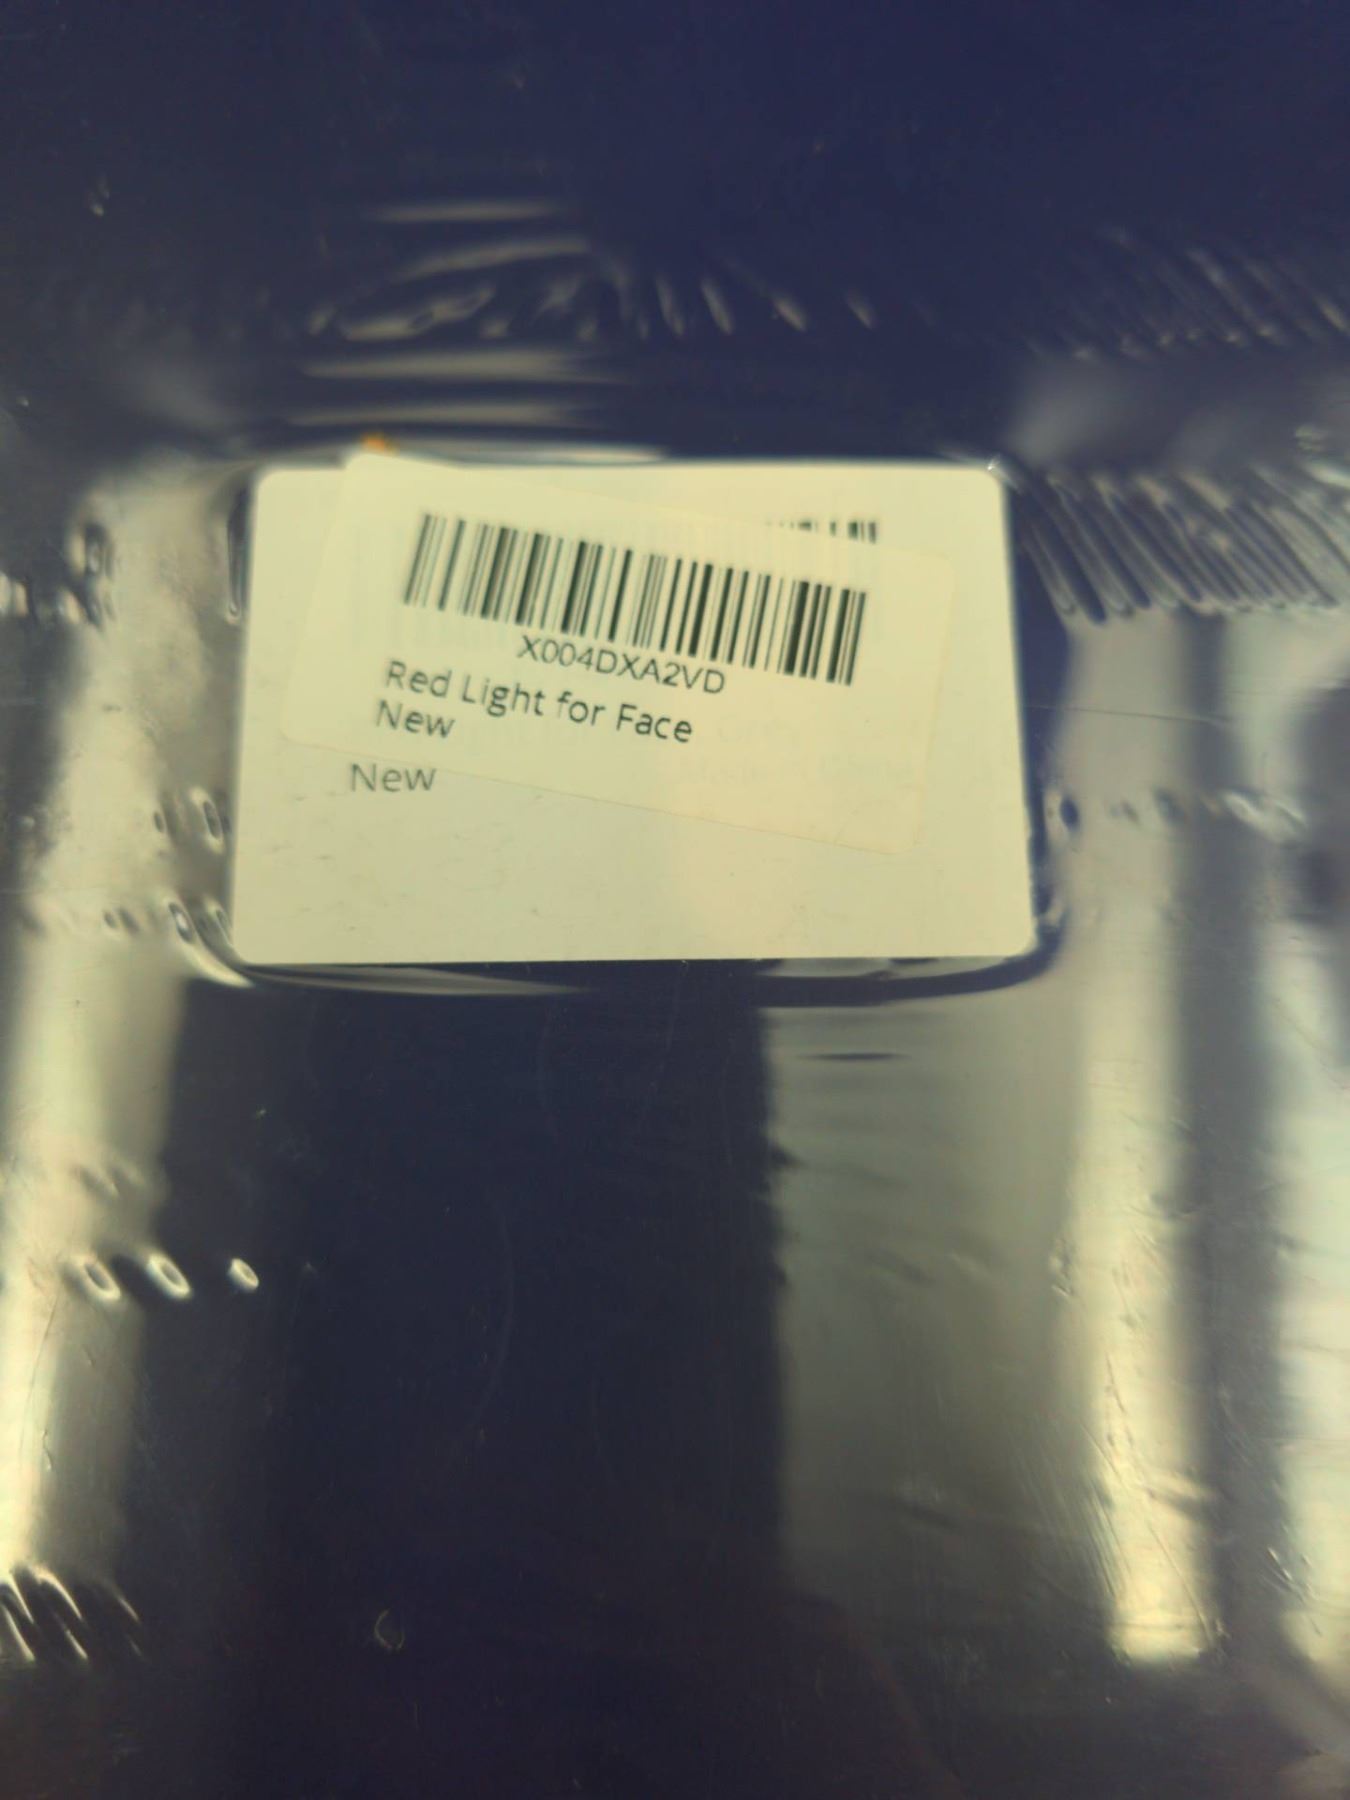 X004DXA2VD
Red Light for Face
New
New